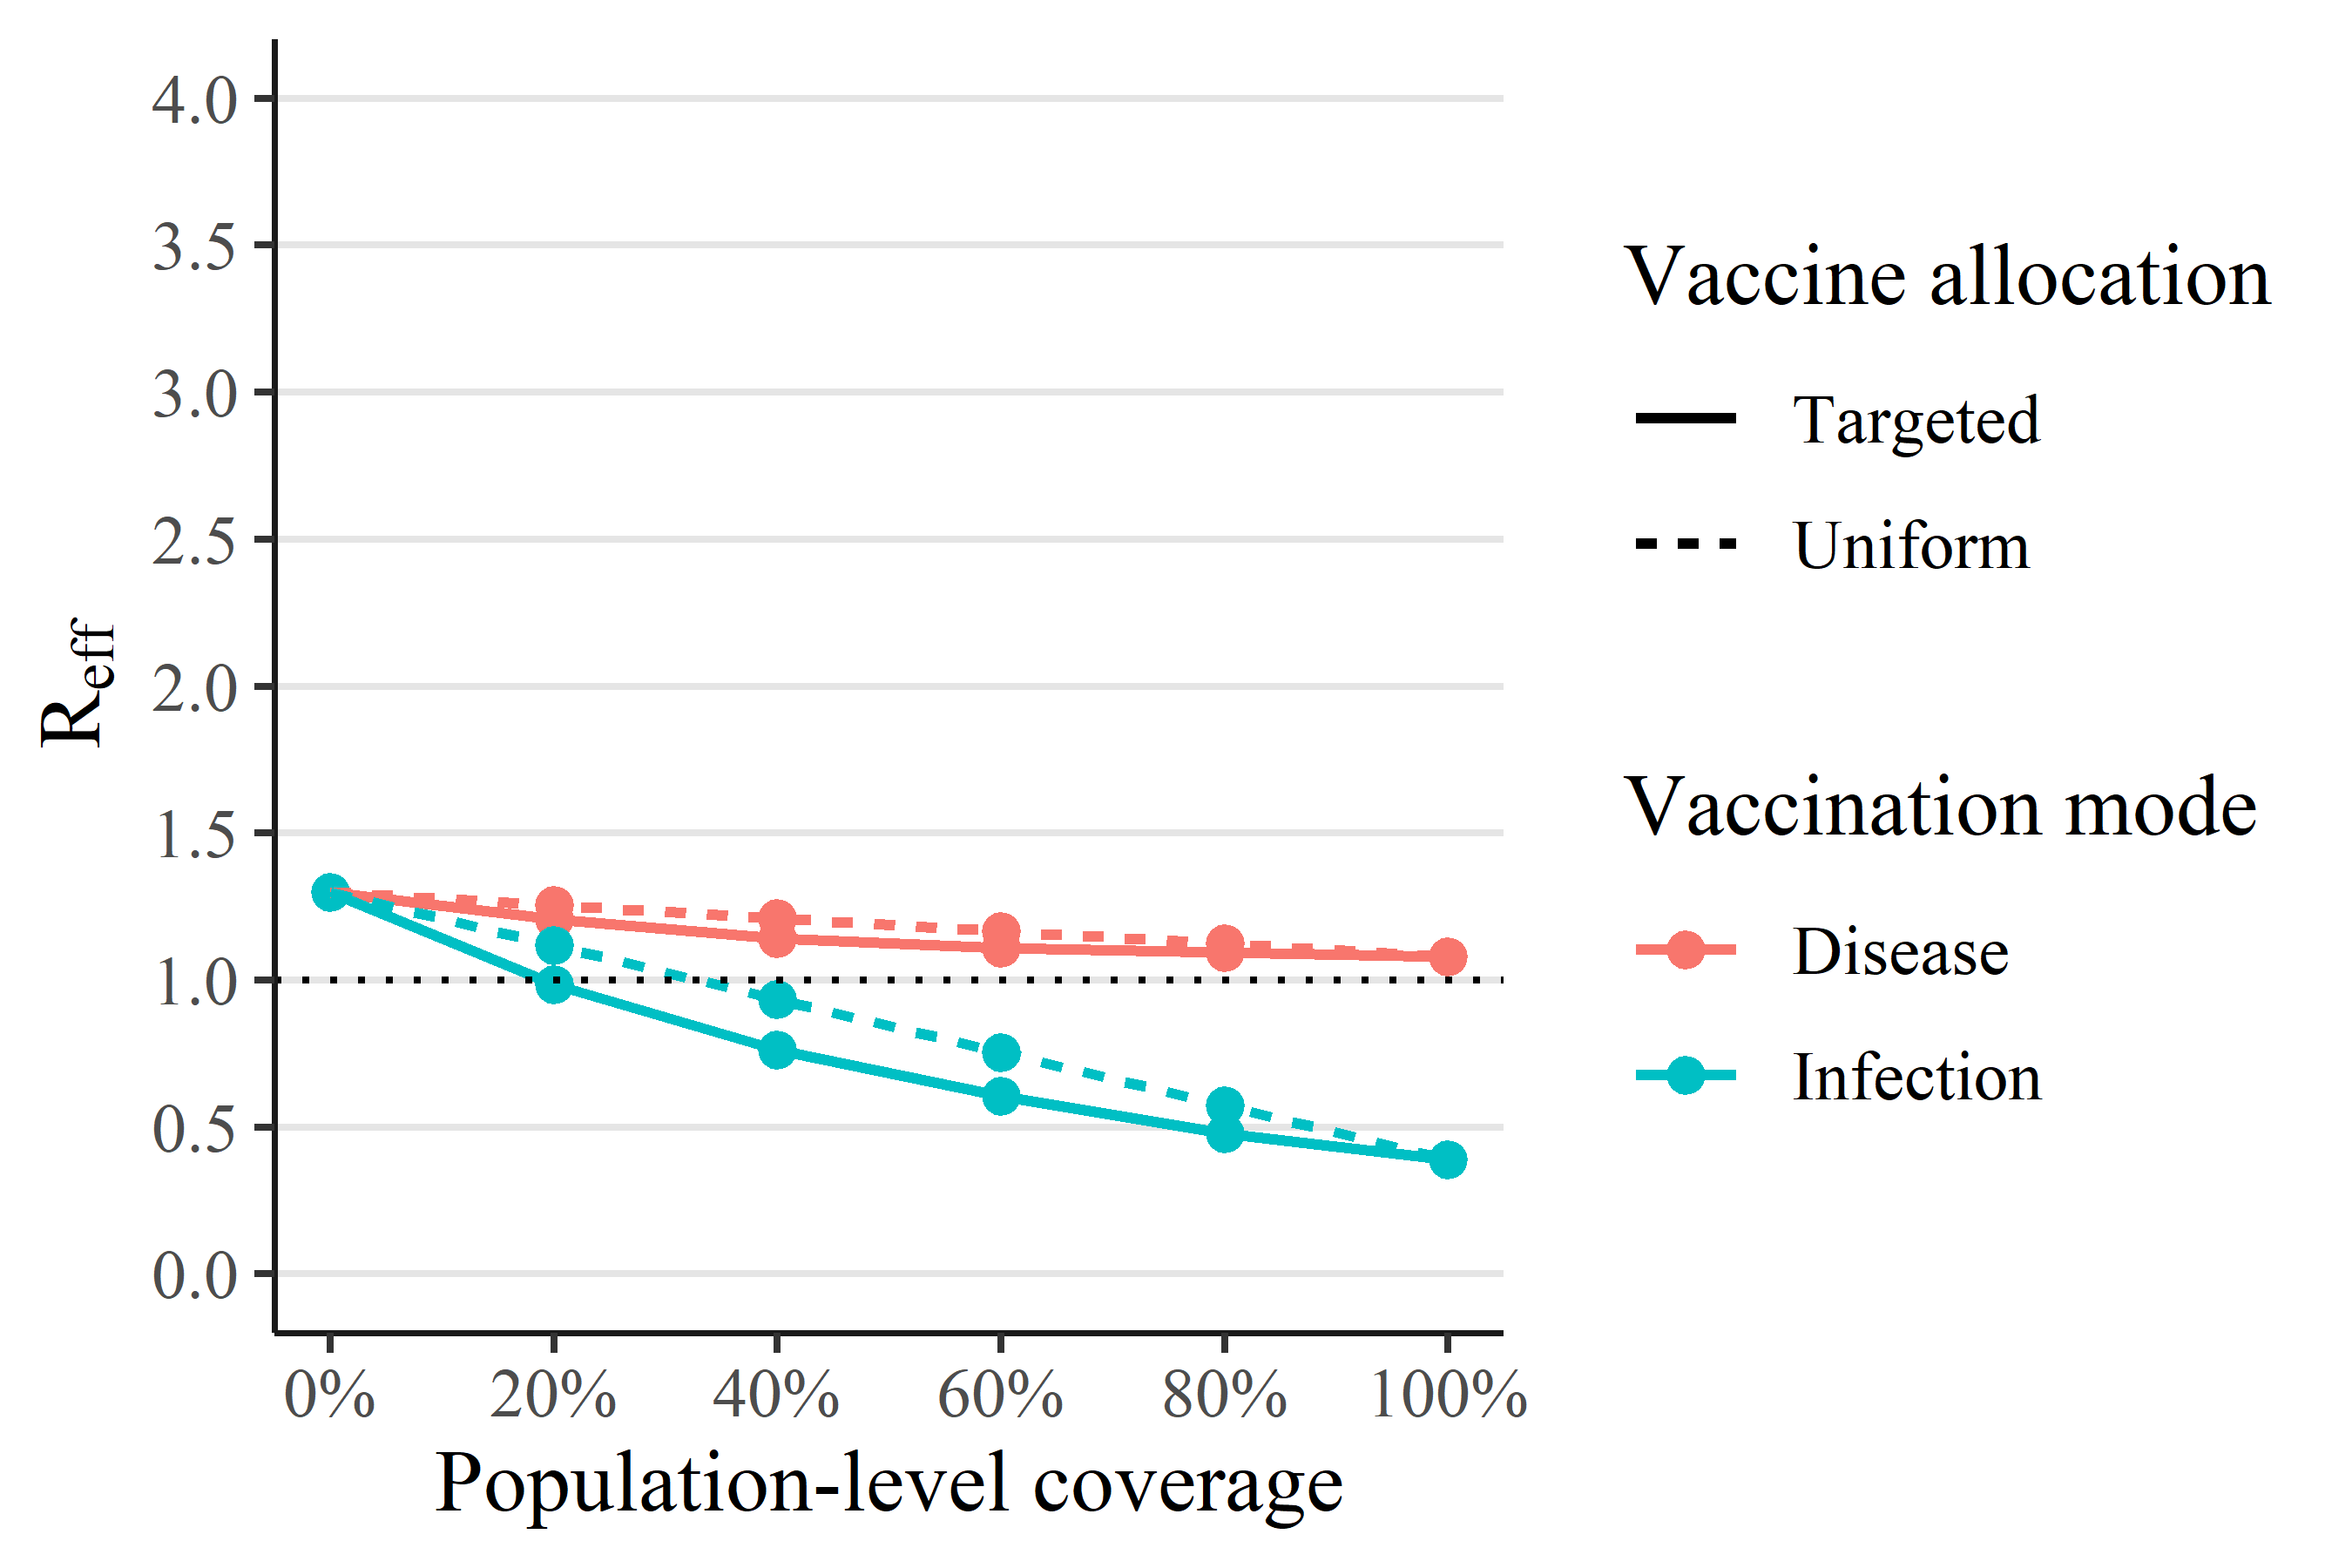 4.0
3.5
3.0
2.5
2.0
1.5
1.0
0.5
0.0
Reff
0% 20% 40% 60% 80% 100%
Population-level coverage
Vaccine allocation
Targeted
Uniform
Vaccination mode
Disease
Infection